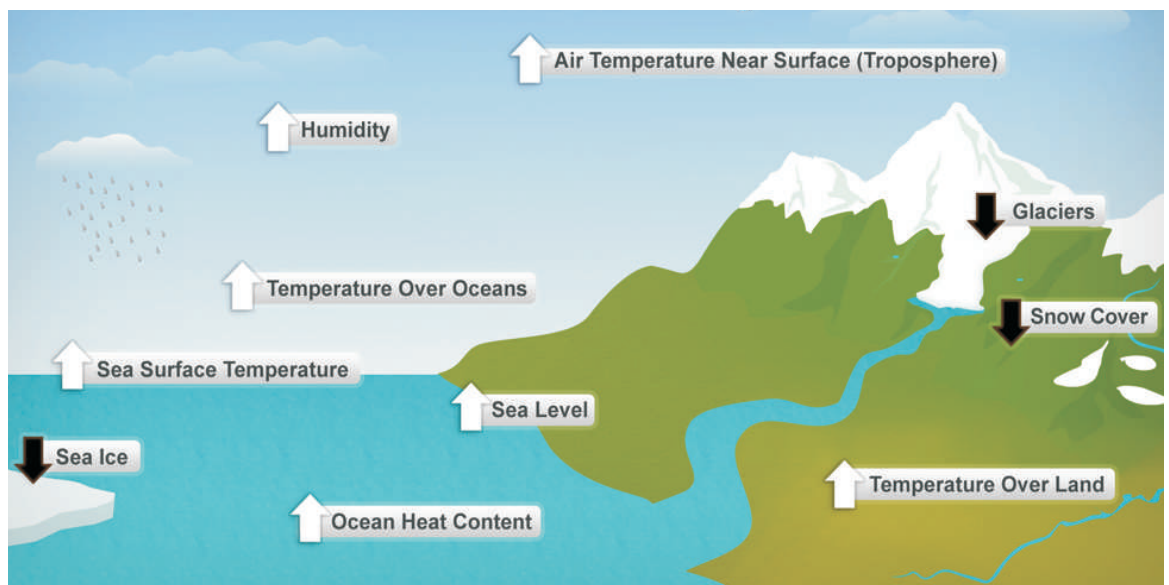 Air Temperature Near Surface (Troposphere)
Humidity
Glaciers
Temperature Over Oceans
Snow Cover
Sea Surface Temperature
Sea Level
Sea Ice
Temperature Over Land
Ocean Heat Content